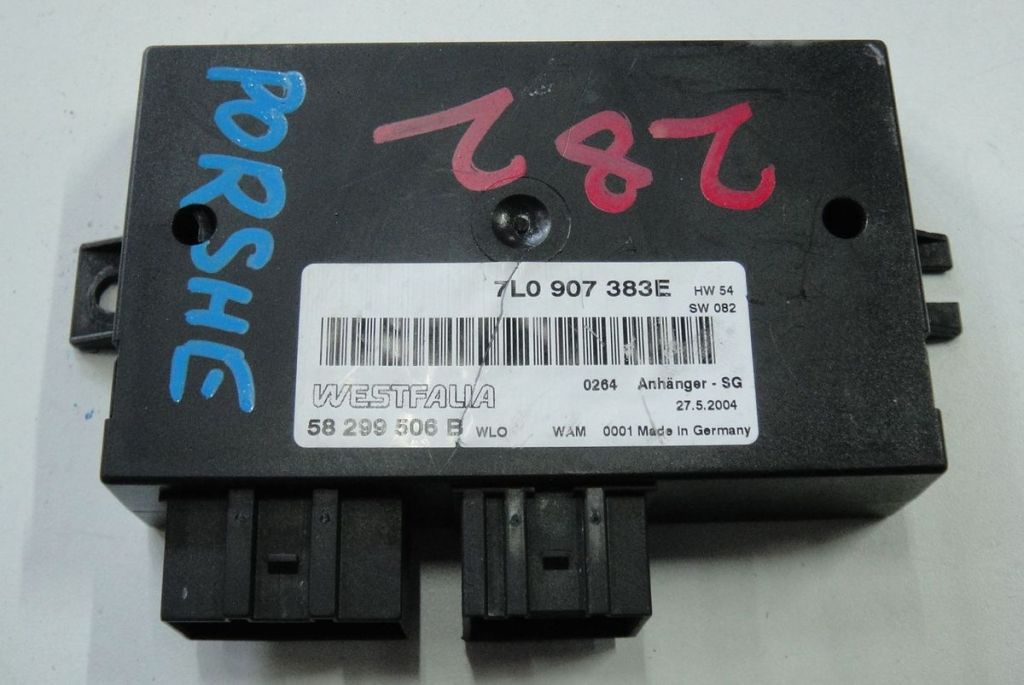 PORSHE
282
7L0 907 383E HW 54
SW 082
WESTFALIA 0264 Anhänger - SG
27.5.2004
58 299 506 B WLO WAM 0001 Made in Germany